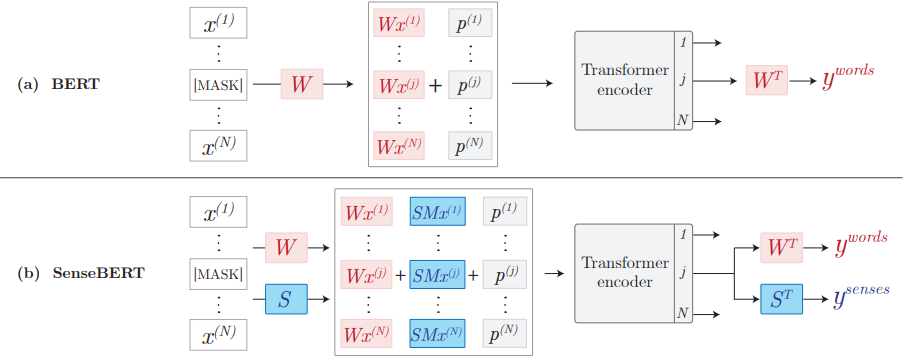 x^(1)
Wx^(1) p^(1)
⋮ ⋮ ⋮
1
(a) BERT [MASK] W Wx^(j) + p^(j) Transformer encoder j W^T y^words
⋮ ⋮ ⋮
x^(N) Wx^(N) p^(N) N
x^(1) Wx^(1) SMx^(1) p^(1) 1
⋮ W ⋮ ⋮ ⋮ W^T y^words
(b) SenseBERT [MASK] Wx^(j) + SMx^(j) + p^(j) Transformer encoder j
⋮ S ⋮ ⋮ ⋮ S^T y^senses
x^(N) Wx^(N) SMx^(N) p^(N) N